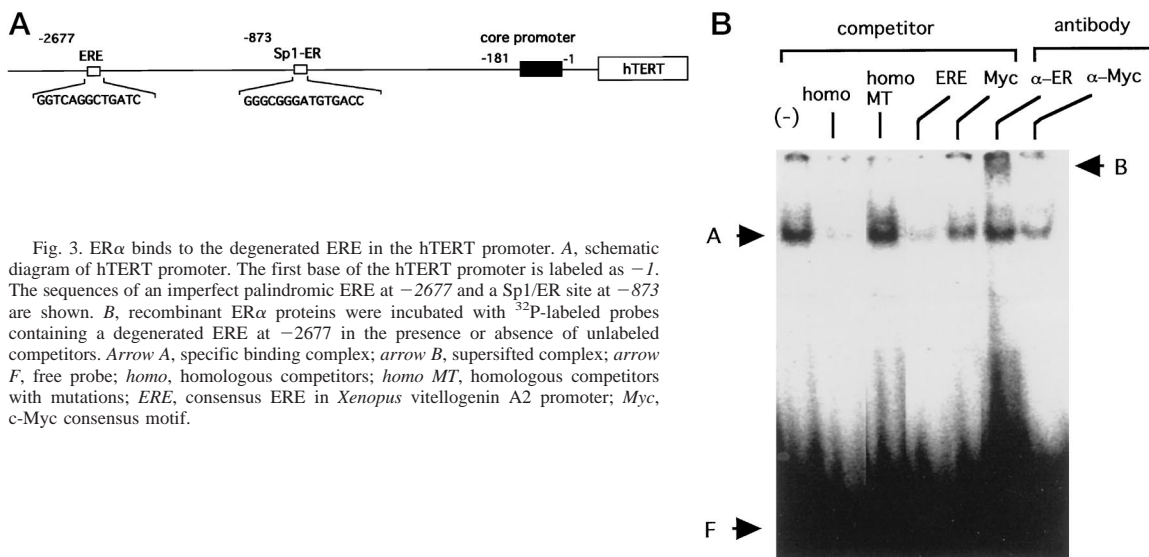 A
-2677
ERE
GGTCAGGCTGATC
-873
Sp1-ER
GGGCGGGATGTGACC
core promoter
-181
-1
hTERT
Fig. 3. ERα binds to the degenerated ERE in the hTERT promoter. A, schematic
diagram of hTERT promoter. The first base of the hTERT promoter is labeled as −1.
The sequences of an imperfect palindromic ERE at −2677 and a Sp1/ER site at −873
are shown. B, recombinant ERα proteins were incubated with ³²P-labeled probes
containing a degenerated ERE at −2677 in the presence or absence of unlabeled
competitors. Arrow A, specific binding complex; arrow B, supersifted complex; arrow
F, free probe; homo, homologous competitors; homo MT, homologous competitors
with mutations; ERE, consensus ERE in Xenopus vitellogenin A2 promoter; Myc,
c-Myc consensus motif.
B
competitor
antibody
(-)
homo
homo
MT
ERE
Myc
α–ER
α–Myc
B
A
F